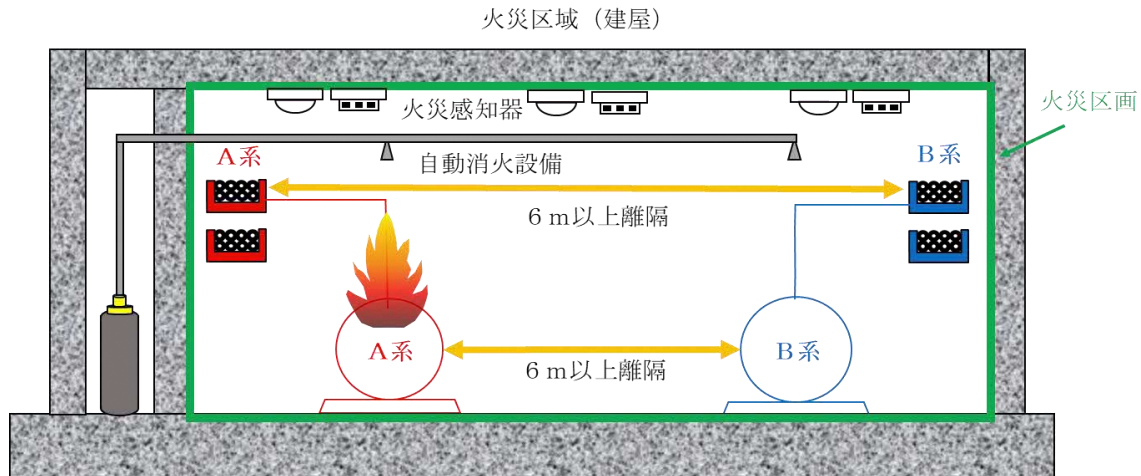 火災区域（建屋）
火災区画
火災感知器
A系
自動消火設備
B系
６ｍ以上離隔
A系
B系
６ｍ以上離隔